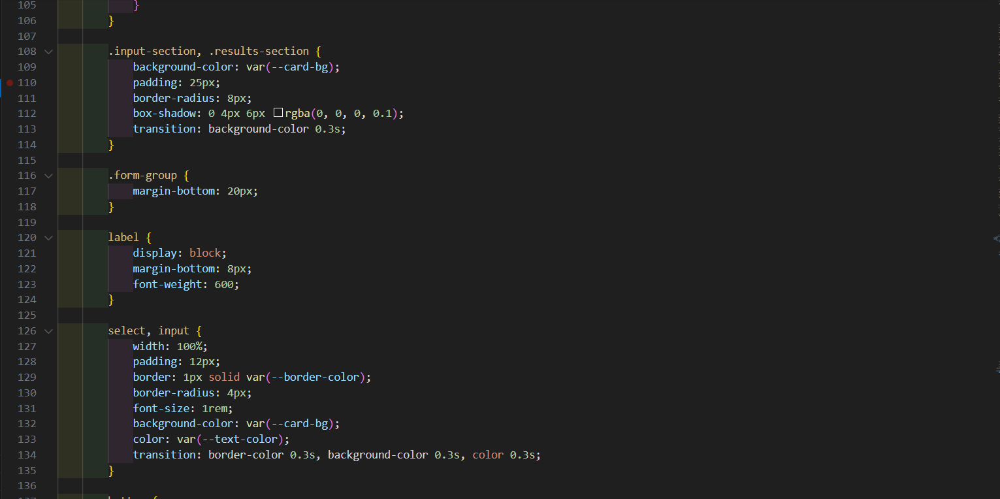 105 }
106 }
107
108 .input-section, .results-section {
109 background-color: var(--card-bg);
110 padding: 25px;
111 border-radius: 8px;
112 box-shadow: 0 4px 6px rgba(0, 0, 0, 0.1);
113 transition: background-color 0.3s;
114 }
115
116 .form-group {
117 margin-bottom: 20px;
118 }
119
120 label {
121 display: block;
122 margin-bottom: 8px;
123 font-weight: 600;
124 }
125
126 select, input {
127 width: 100%;
128 padding: 12px;
129 border: 1px solid var(--border-color);
130 border-radius: 4px;
131 font-size: 1rem;
132 background-color: var(--card-bg);
133 color: var(--text-color);
134 transition: border-color 0.3s, background-color 0.3s, color 0.3s;
135 }
136